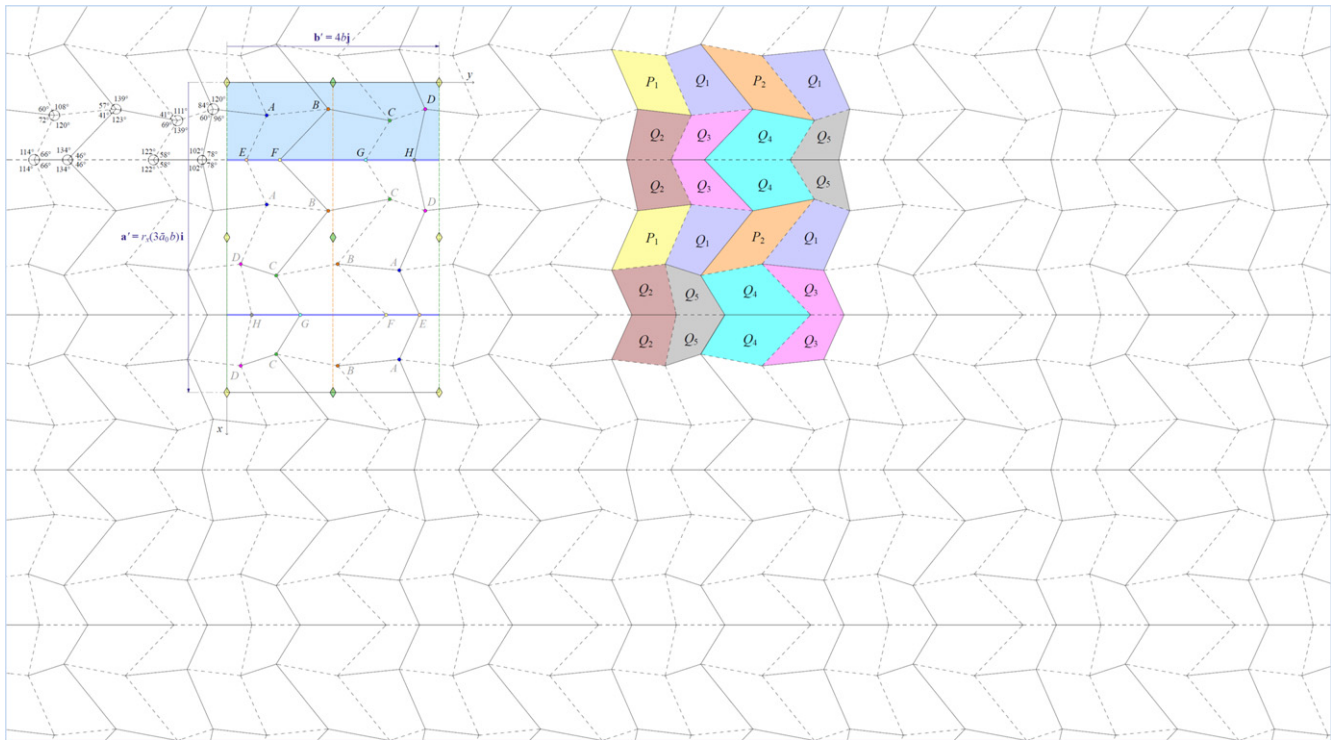 b′ = 4bj
y
P₁ Q₁ P₂ Q₁
60° 108° 57° 139° 41° 111° 84° 120°
72° 120° 41° 123° 69° 139° 60° 96°
A B C D
Q₂ Q₃ Q₄ Q₅
114° 66° 134° 46° 122° 58° 102° 78°
114° 66° 134° 46° 122° 58° 102° 78°
E F G H
Q₂ Q₃ Q₄ Q₅
A B C D
a′ = rₛ(3ā₀b)i
P₁ Q₁ P₂ Q₁
D C B A
Q₂ Q₅ Q₄ Q₃
H G F E
Q₂ Q₅ Q₄ Q₃
D C B A
x